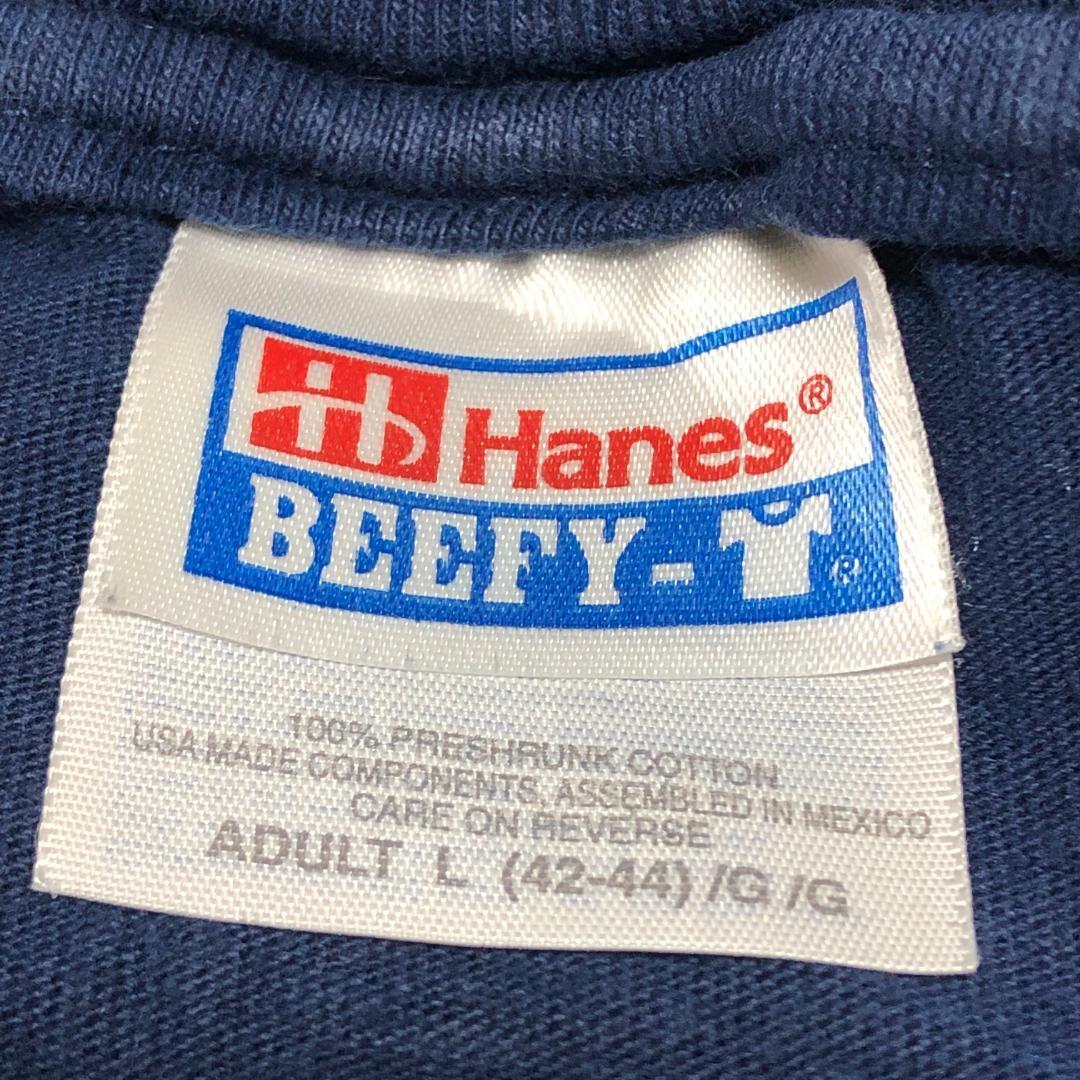 Hanes®
BEEFY-T®
100% PRESHRUNK COTTON
USA MADE COMPONENTS, ASSEMBLED IN MEXICO
CARE ON REVERSE
ADULT L (42-44) /G /G